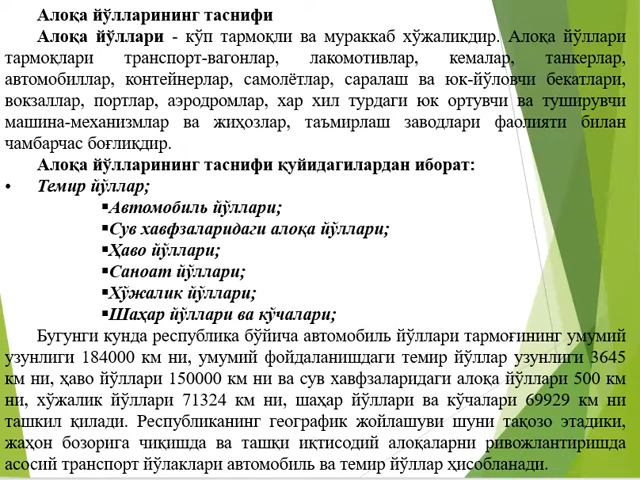 Алоқа йўлларининг таснифи
Алоқа йўллари - кўп тармоқли ва мураккаб хўжаликдир. Алоқа йўллари
тармоқлари транспорт-вагонлар, лакомотивлар, кемалар, танкерлар,
автомобиллар, контейнерлар, самолётлар, саралаш ва юк-йўловчи бекатлари,
вокзаллар, портлар, аэродромлар, хар хил турдаги юк ортувчи ва туширувчи
машина-механизмлар ва жиҳозлар, таъмирлаш заводлари фаолияти билан
чамбарчас боғлиқдир.
Алоқа йўлларининг таснифи қуйидагилардан иборат:
• Темир йўллар;
▪Автомобиль йўллари;
▪Сув хавфзаларидаги алоқа йўллари;
▪Ҳаво йўллари;
▪Саноат йўллари;
▪Хўжалик йўллари;
▪Шаҳар йўллари ва кўчалари;
Бугунги кунда республика бўйича автомобиль йўллари тармоғининг умумий
узунлиги 184000 км ни, умумий фойдаланишдаги темир йўллар узунлиги 3645
км ни, ҳаво йўллари 150000 км ни ва сув хавфзаларидаги алоқа йўллари 500 км
ни, хўжалик йўллари 71324 км ни, шаҳар йўллари ва кўчалари 69929 км ни
ташкил қилади. Республиканинг географик жойлашуви шуни тақозо этадики,
жаҳон бозорига чиқишда ва ташқи иқтисодий алоқаларни ривожлантиришда
асосий транспорт йўлаклари автомобиль ва темир йўллар ҳисобланади.